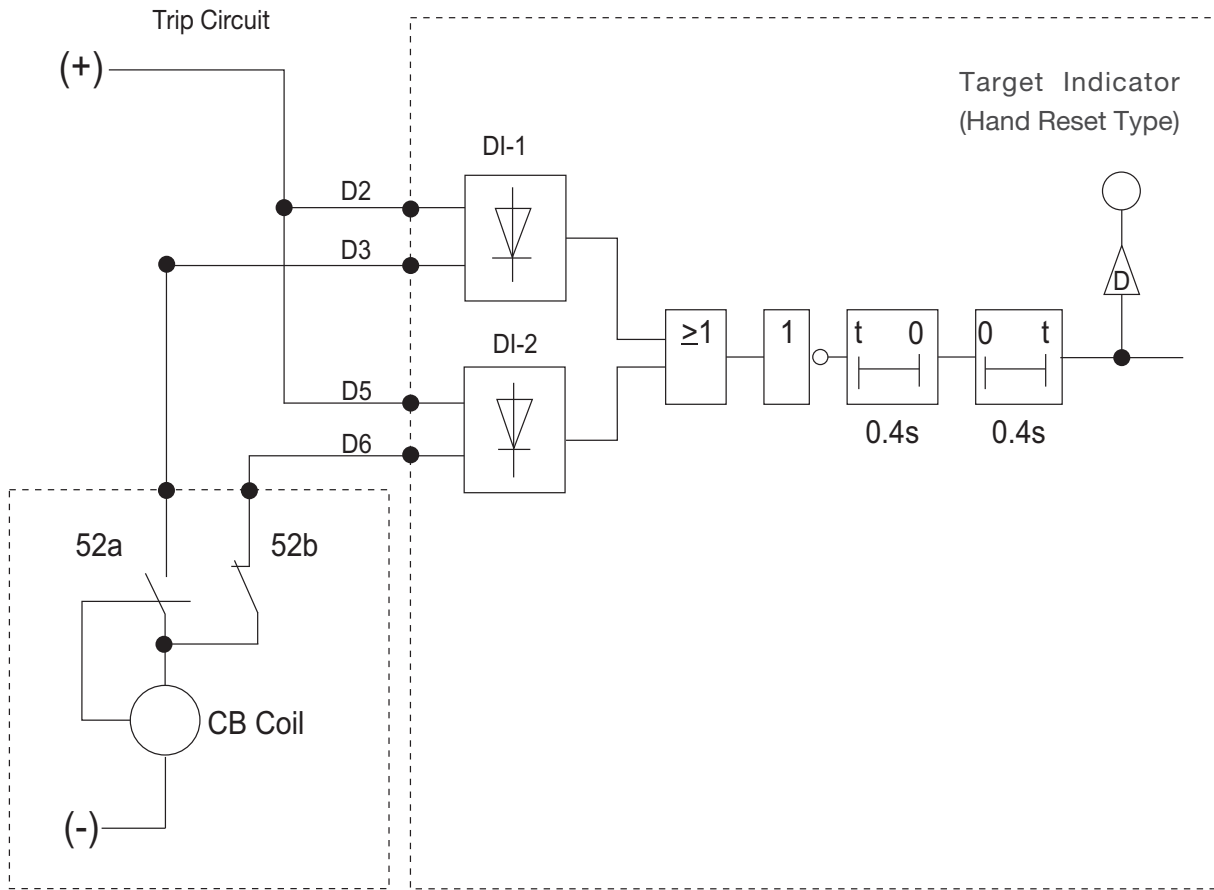 Trip Circuit
(+)
Target Indicator
(Hand Reset Type)
DI-1
D2
D3
D
≥1
1
t 0
0 t
DI-2
D5
0.4s
0.4s
D6
52a
52b
CB Coil
(-)